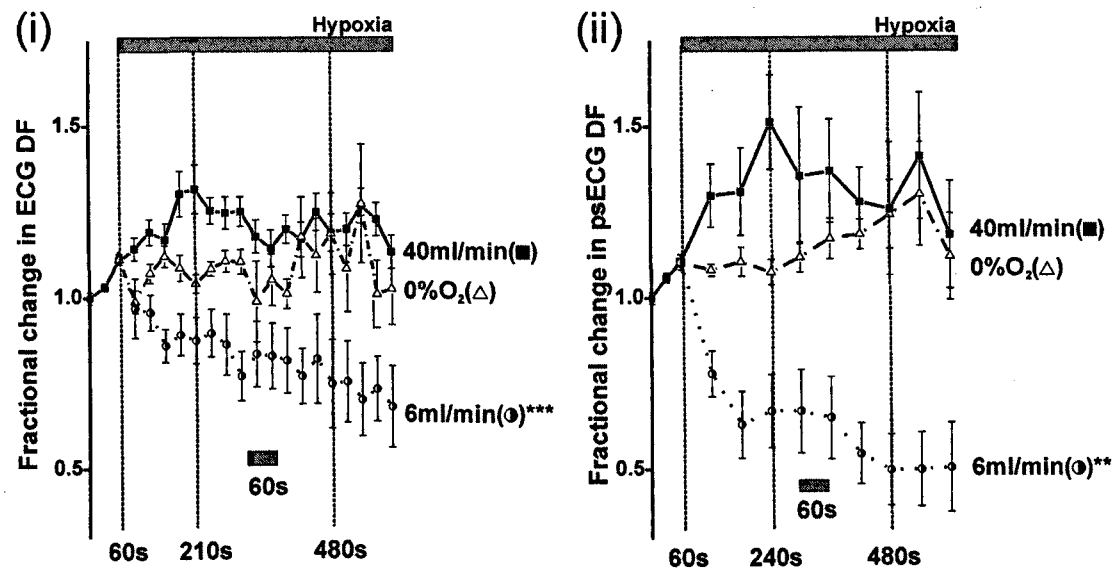 (i)
Hypoxia
Fractional change in ECG DF
1.5
1.0
0.5
40ml/min(■)
0%O₂(△)
6ml/min(◑)***
60s
60s
210s
480s
(ii)
Hypoxia
Fractional change in psECG DF
1.5
1.0
0.5
40ml/min(■)
0%O₂(△)
6ml/min(◑)**
60s
60s
240s
480s